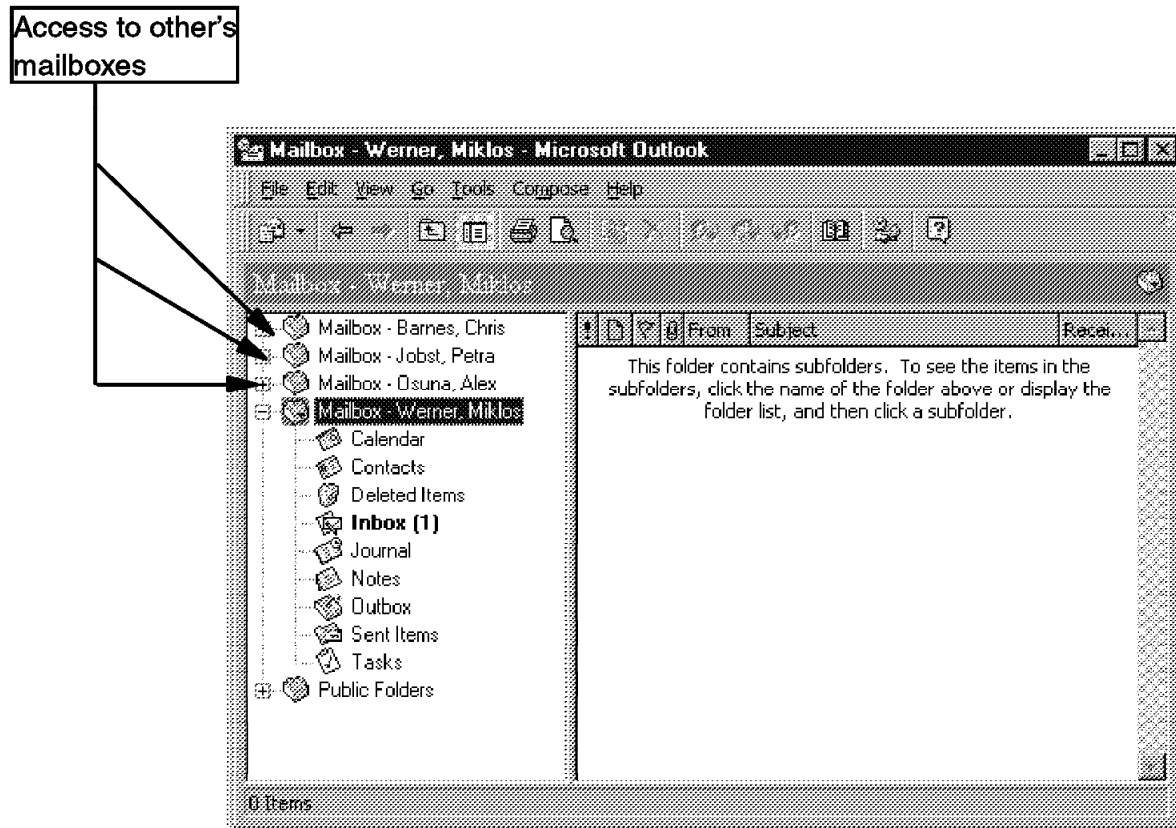 Access to other's
mailboxes
Mailbox - Werner, Miklos - Microsoft Outlook
File Edit View Go Tools Compose Help
Mailbox - Werner, Miklos
Mailbox - Barnes, Chris
Mailbox - Jobst, Petra
Mailbox - Osuna, Alex
Mailbox - Werner, Miklos
Calendar
Contacts
Deleted Items
Inbox (1)
Journal
Notes
Outbox
Sent Items
Tasks
Public Folders
! From Subject Recei...
This folder contains subfolders. To see the items in the
subfolders, click the name of the folder above or display the
folder list, and then click a subfolder.
0 Items